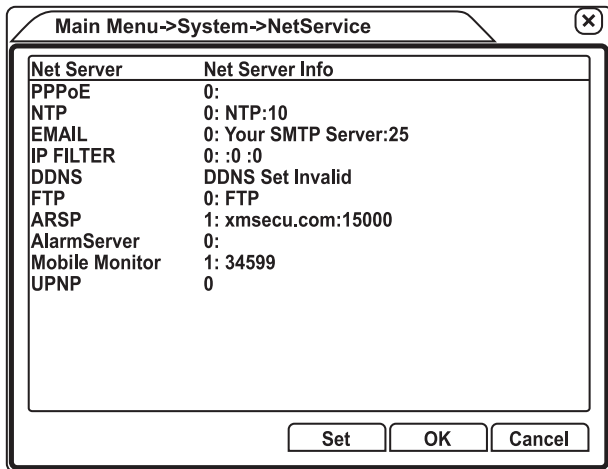 Main Menu->System->NetService
Net Server Net Server Info
PPPoE 0:
NTP 0: NTP:10
EMAIL 0: Your SMTP Server:25
IP FILTER 0: :0 :0
DDNS DDNS Set Invalid
FTP 0: FTP
ARSP 1: xmsecu.com:15000
AlarmServer 0:
Mobile Monitor 1: 34599
UPNP 0
Set OK Cancel